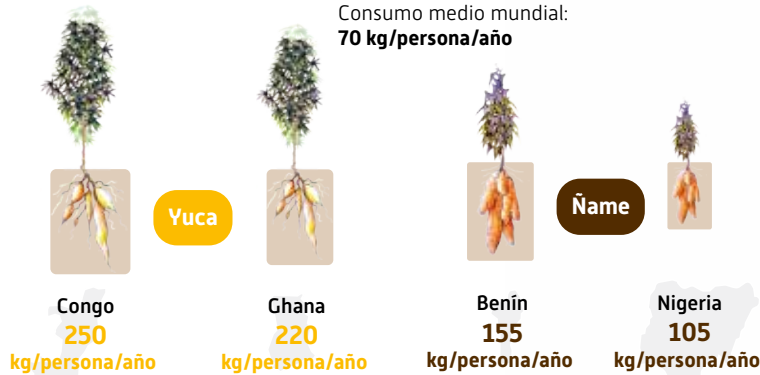 Consumo medio mundial:
70 kg/persona/año
Yuca
Ñame
Congo
250
kg/persona/año
Ghana
220
kg/persona/año
Benín
155
kg/persona/año
Nigeria
105
kg/persona/año